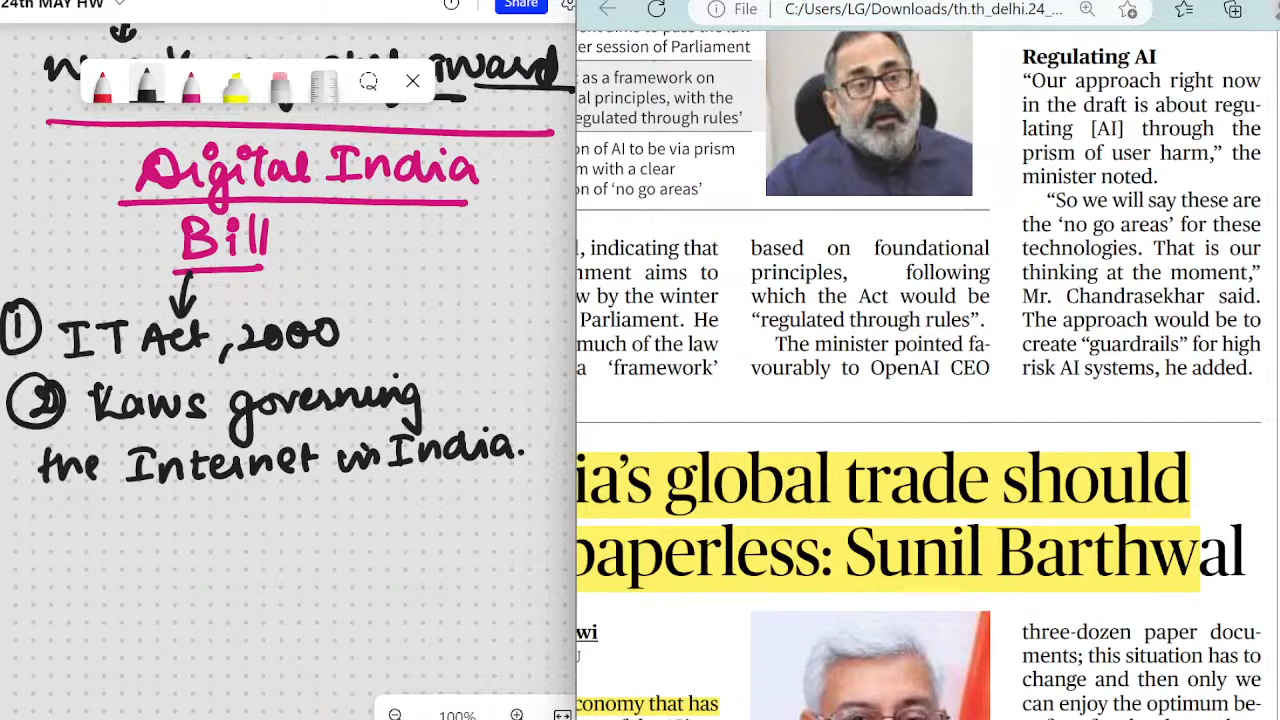 24th MAY HW
Share
ward
Digital India
Bill
① IT Act, 2000
② Laws governing
the Internet in India.
100%
File
C:/Users/LG/Downloads/th.th_delhi.24_...
ter session of Parliament
as a framework on
al principles, with the
egulated through rules’
on of AI to be via prism
m with a clear
on of ‘no go areas’
l, indicating that
nment aims to
w by the winter
Parliament. He
much of the law
a ‘framework’
based on foundational
principles, following
which the Act would be
“regulated through rules”.
The minister pointed fa-
vourably to OpenAI CEO
Regulating AI
“Our approach right now
in the draft is about regu-
lating [AI] through the
prism of user harm,” the
minister noted.
“So we will say these are
the ‘no go areas’ for these
technologies. That is our
thinking at the moment,”
Mr. Chandrasekhar said.
The approach would be to
create “guardrails” for high
risk AI systems, he added.
ia’s global trade should
paperless: Sunil Barthwal
wi
conomy that has
three-dozen paper docu-
ments; this situation has to
change and then only we
can enjoy the optimum be-